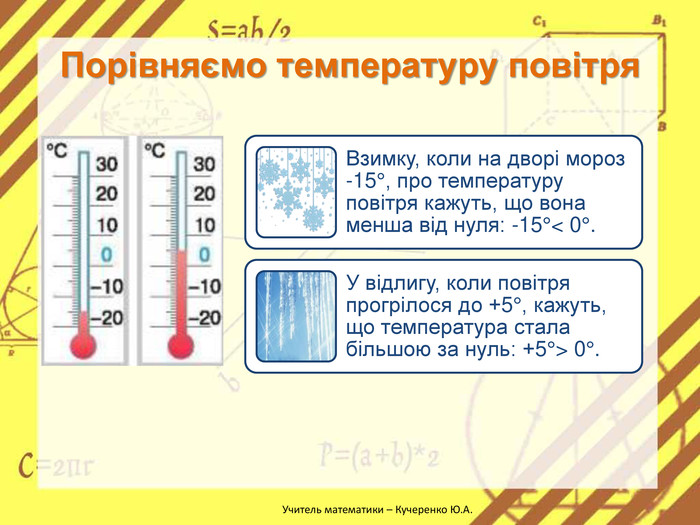 S=ab/2
C₁
B₁
Порівняємо температуру повітря
B
°C
30
20
10
0
–10
–20
°C
30
20
10
0
–10
–20
Взимку, коли на дворі мороз
-15°, про температуру
повітря кажуть, що вона
менша від нуля: -15°< 0°.
У відлигу, коли повітря
прогрілося до +5°, кажуть,
що температура стала
більшою за нуль: +5°> 0°.
a
R
b
C=2πr
P=(a+b)*2
Учитель математики – Кучеренко Ю.А.